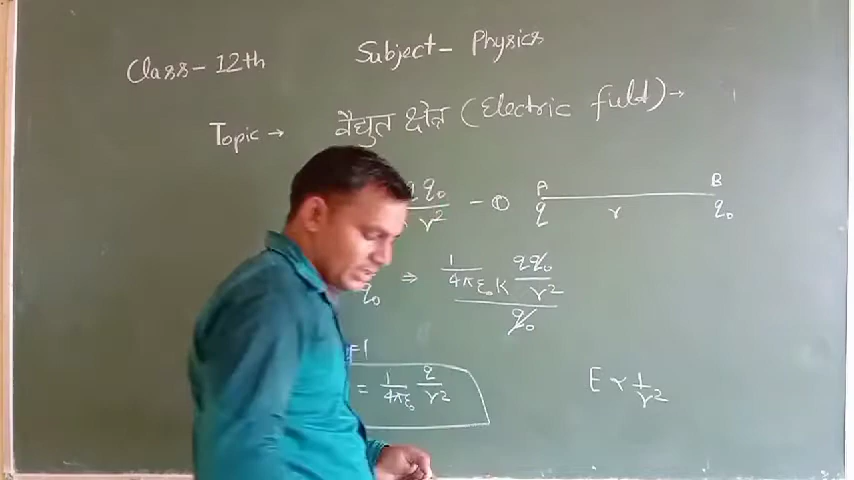 Class - 12th Subject - Physics
Topic → वैद्युत क्षेत्र (Electric field) →
q q₀ / r² - ① A B
q r q₀
q₀ ⇒ 1/4πε₀K qq₀/r² / q₀
=1
= 1/4πε₀ q/r² E ∝ 1/r²